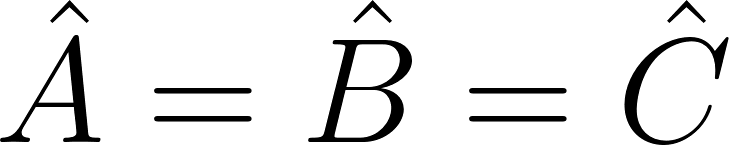 Â = B̂ = Ĉ